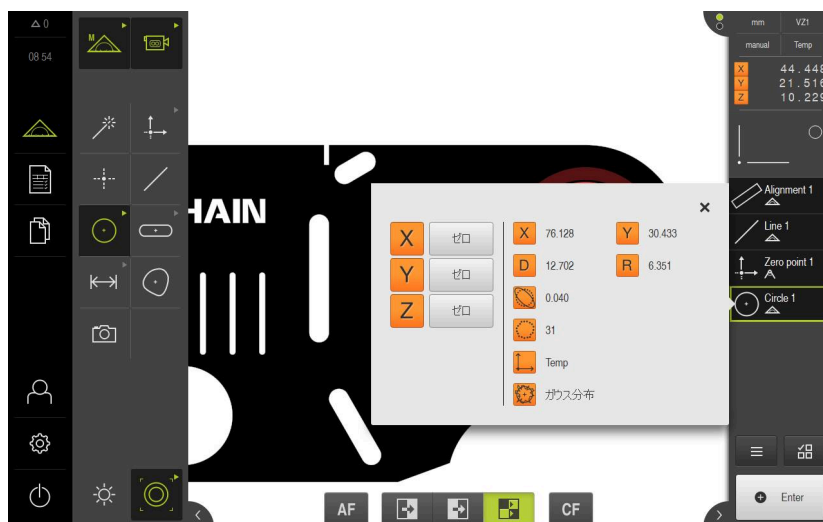 0
08 54
M
HAIN
X ゼロ
Y ゼロ
Z ゼロ
X 76.128 Y 30.433
D 12.702 R 6.351
0.040
31
Temp
ガウス分布
AF
CF
mm VZ1
manual Temp
X 44.448
Y 21.516
Z 10.229
Alignment 1
Line 1
Zero point 1
Circle 1
Enter